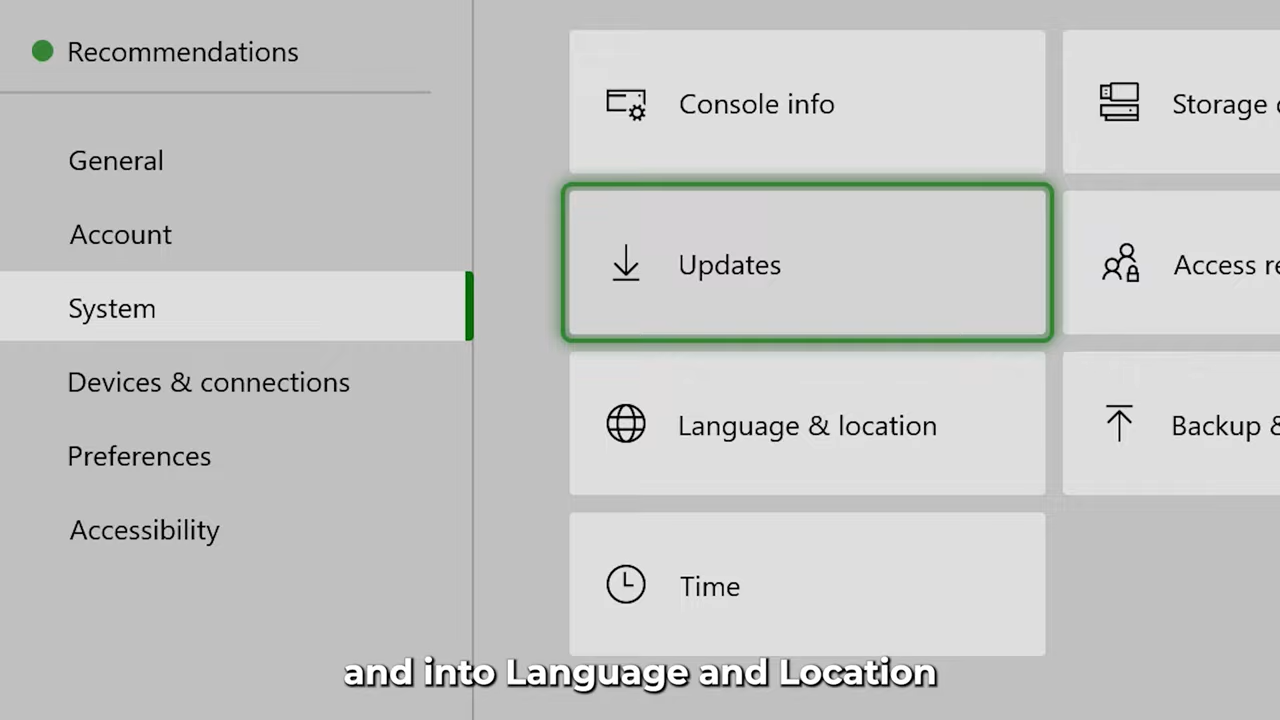 Recommendations
General
Account
System
Devices & connections
Preferences
Accessibility
Console info
Storage
Updates
Access
Language & location
Backup &
Time
and into Language and Location